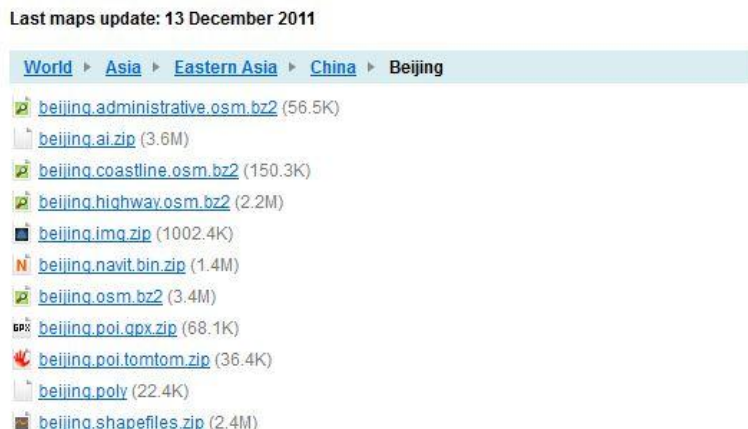 Last maps update: 13 December 2011
World Asia Eastern Asia China Beijing
beijing.administrative.osm.bz2 (56.5K)
beijing.ai.zip (3.6M)
beijing.coastline.osm.bz2 (150.3K)
beijing.highway.osm.bz2 (2.2M)
beijing.img.zip (1002.4K)
N beijing.navit.bin.zip (1.4M)
beijing.osm.bz2 (3.4M)
GPX beijing.poi.gpx.zip (68.1K)
beijing.poi.tomtom.zip (36.4K)
beijing.poly (22.4K)
beijing.shapefiles.zip (2.4M)